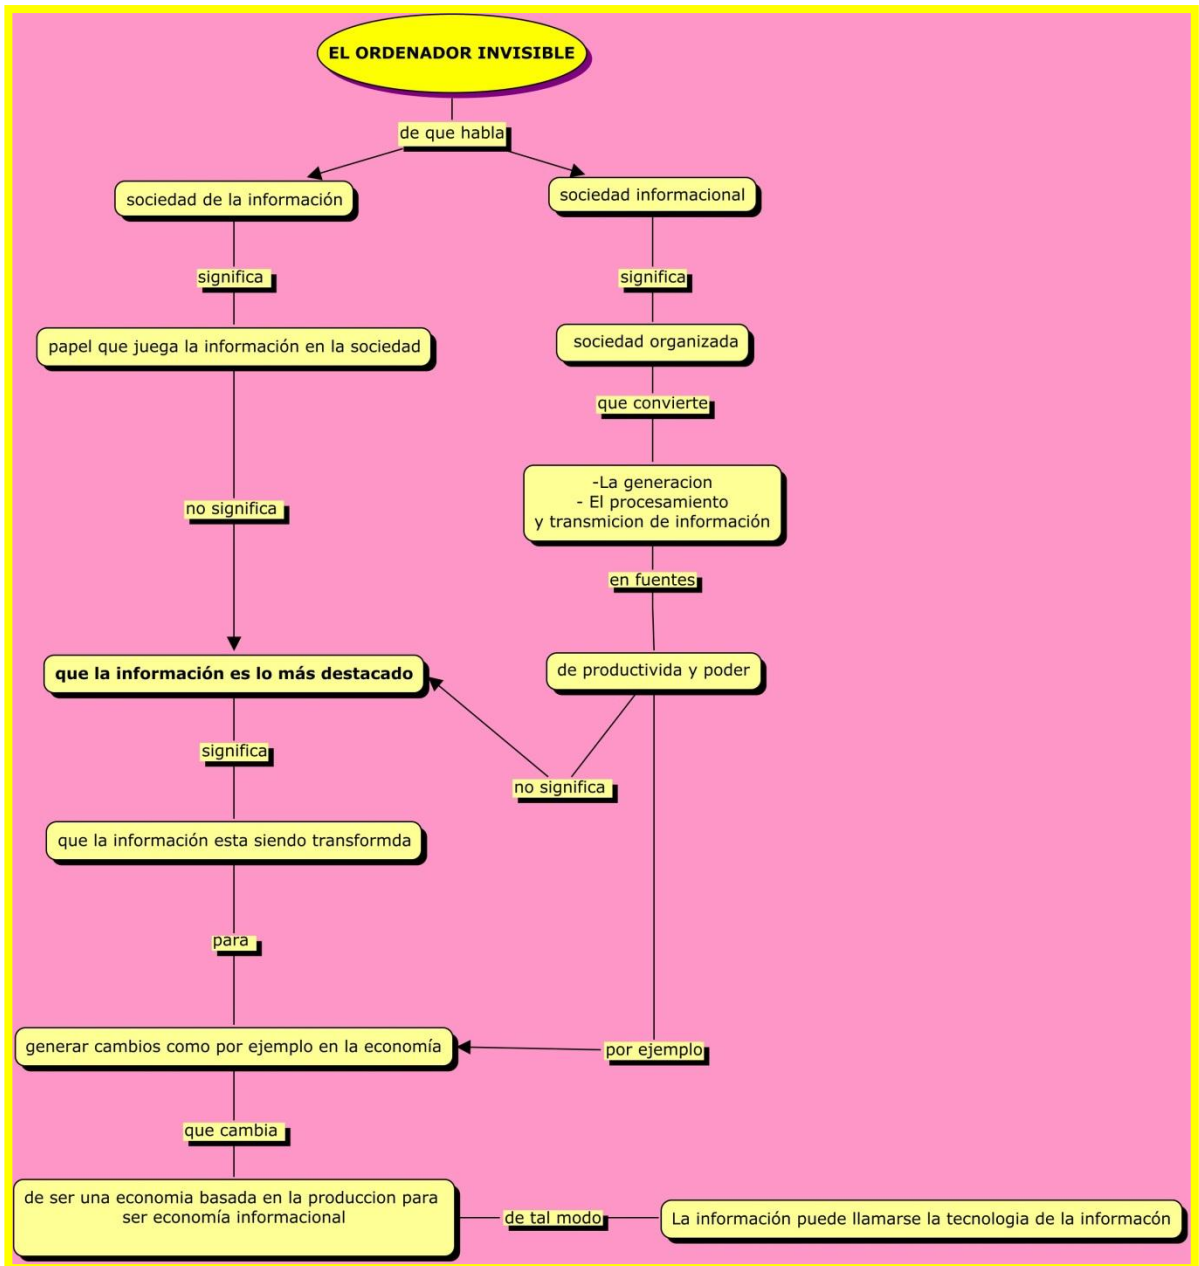 EL ORDENADOR INVISIBLE
de que habla
sociedad de la información
sociedad informacional
significa
significa
papel que juega la información en la sociedad
sociedad organizada
que convierte
-La generacion
- El procesamiento
y transmicion de información
no significa
en fuentes
que la información es lo más destacado
de productivida y poder
significa
no significa
que la información esta siendo transformda
para
generar cambios como por ejemplo en la economía
por ejemplo
que cambia
de ser una economia basada en la produccion para
ser economía informacional
de tal modo
La información puede llamarse la tecnologia de la informacón